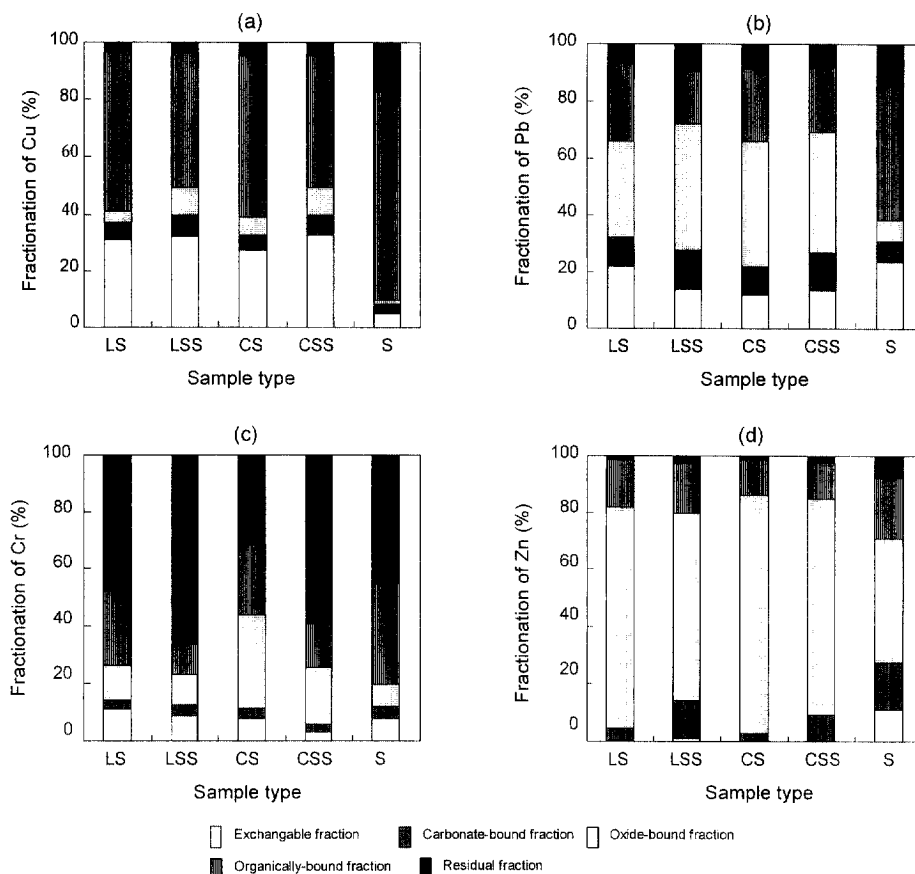 (a)
Fractionation of Cu (%)
100
80
60
40
20
0
LS LSS CS CSS S
Sample type
(b)
Fractionation of Pb (%)
100
80
60
40
20
0
LS LSS CS CSS S
Sample type
(c)
Fractionation of Cr (%)
100
80
60
40
20
0
LS LSS CS CSS S
Sample type
(d)
Fractionation of Zn (%)
100
80
60
40
20
0
LS LSS CS CSS S
Sample type
Exchangable fraction Carbonate-bound fraction Oxide-bound fraction
Organically-bound fraction Residual fraction